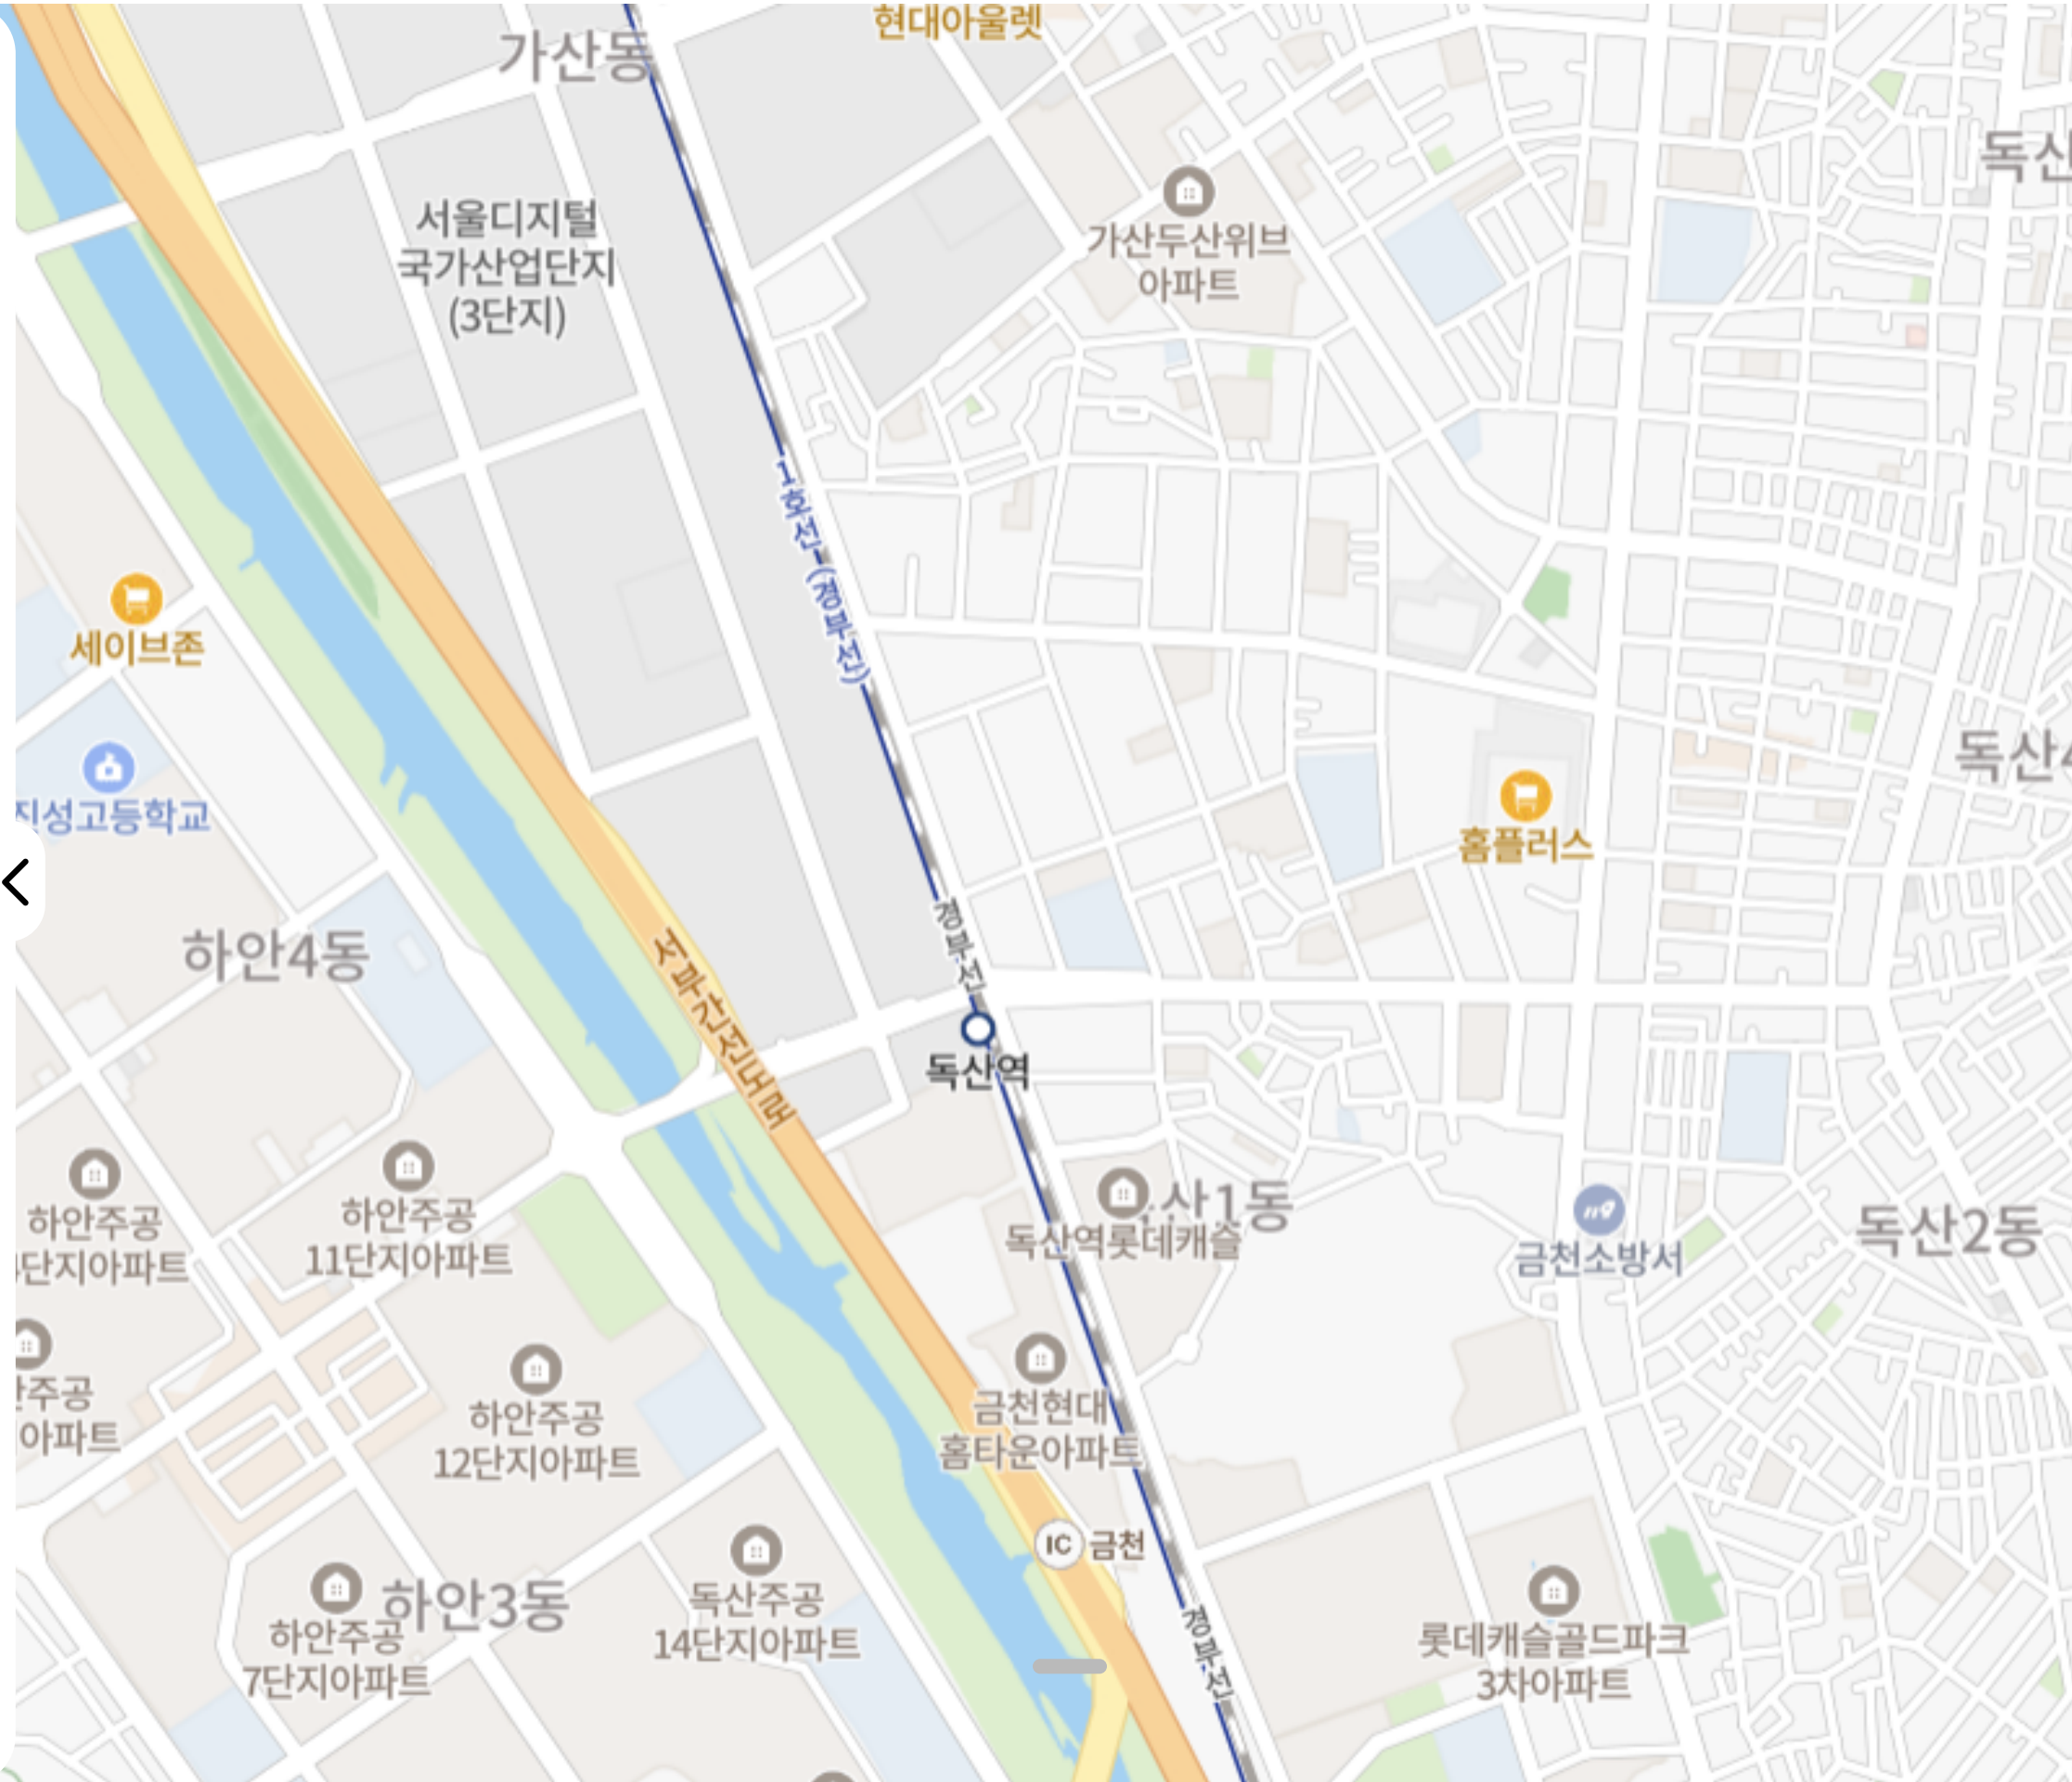 현대아울렛
가산동
독산
서울디지털
국가산업단지
(3단지)
가산두산위브
아파트
1호선(경부선)
세이브존
독산4
진성고등학교
홈플러스
경부선
하안4동
서부간선도로
독산역
하안주공
단지아파트
하안주공
11단지아파트
산1동
독산역롯데캐슬
금천소방서
독산2동
주공
아파트
하안주공
12단지아파트
금천현대
홈타운아파트
IC 금천
하안3동
하안주공
7단지아파트
독산주공
14단지아파트
경부선
롯데캐슬골드파크
3차아파트